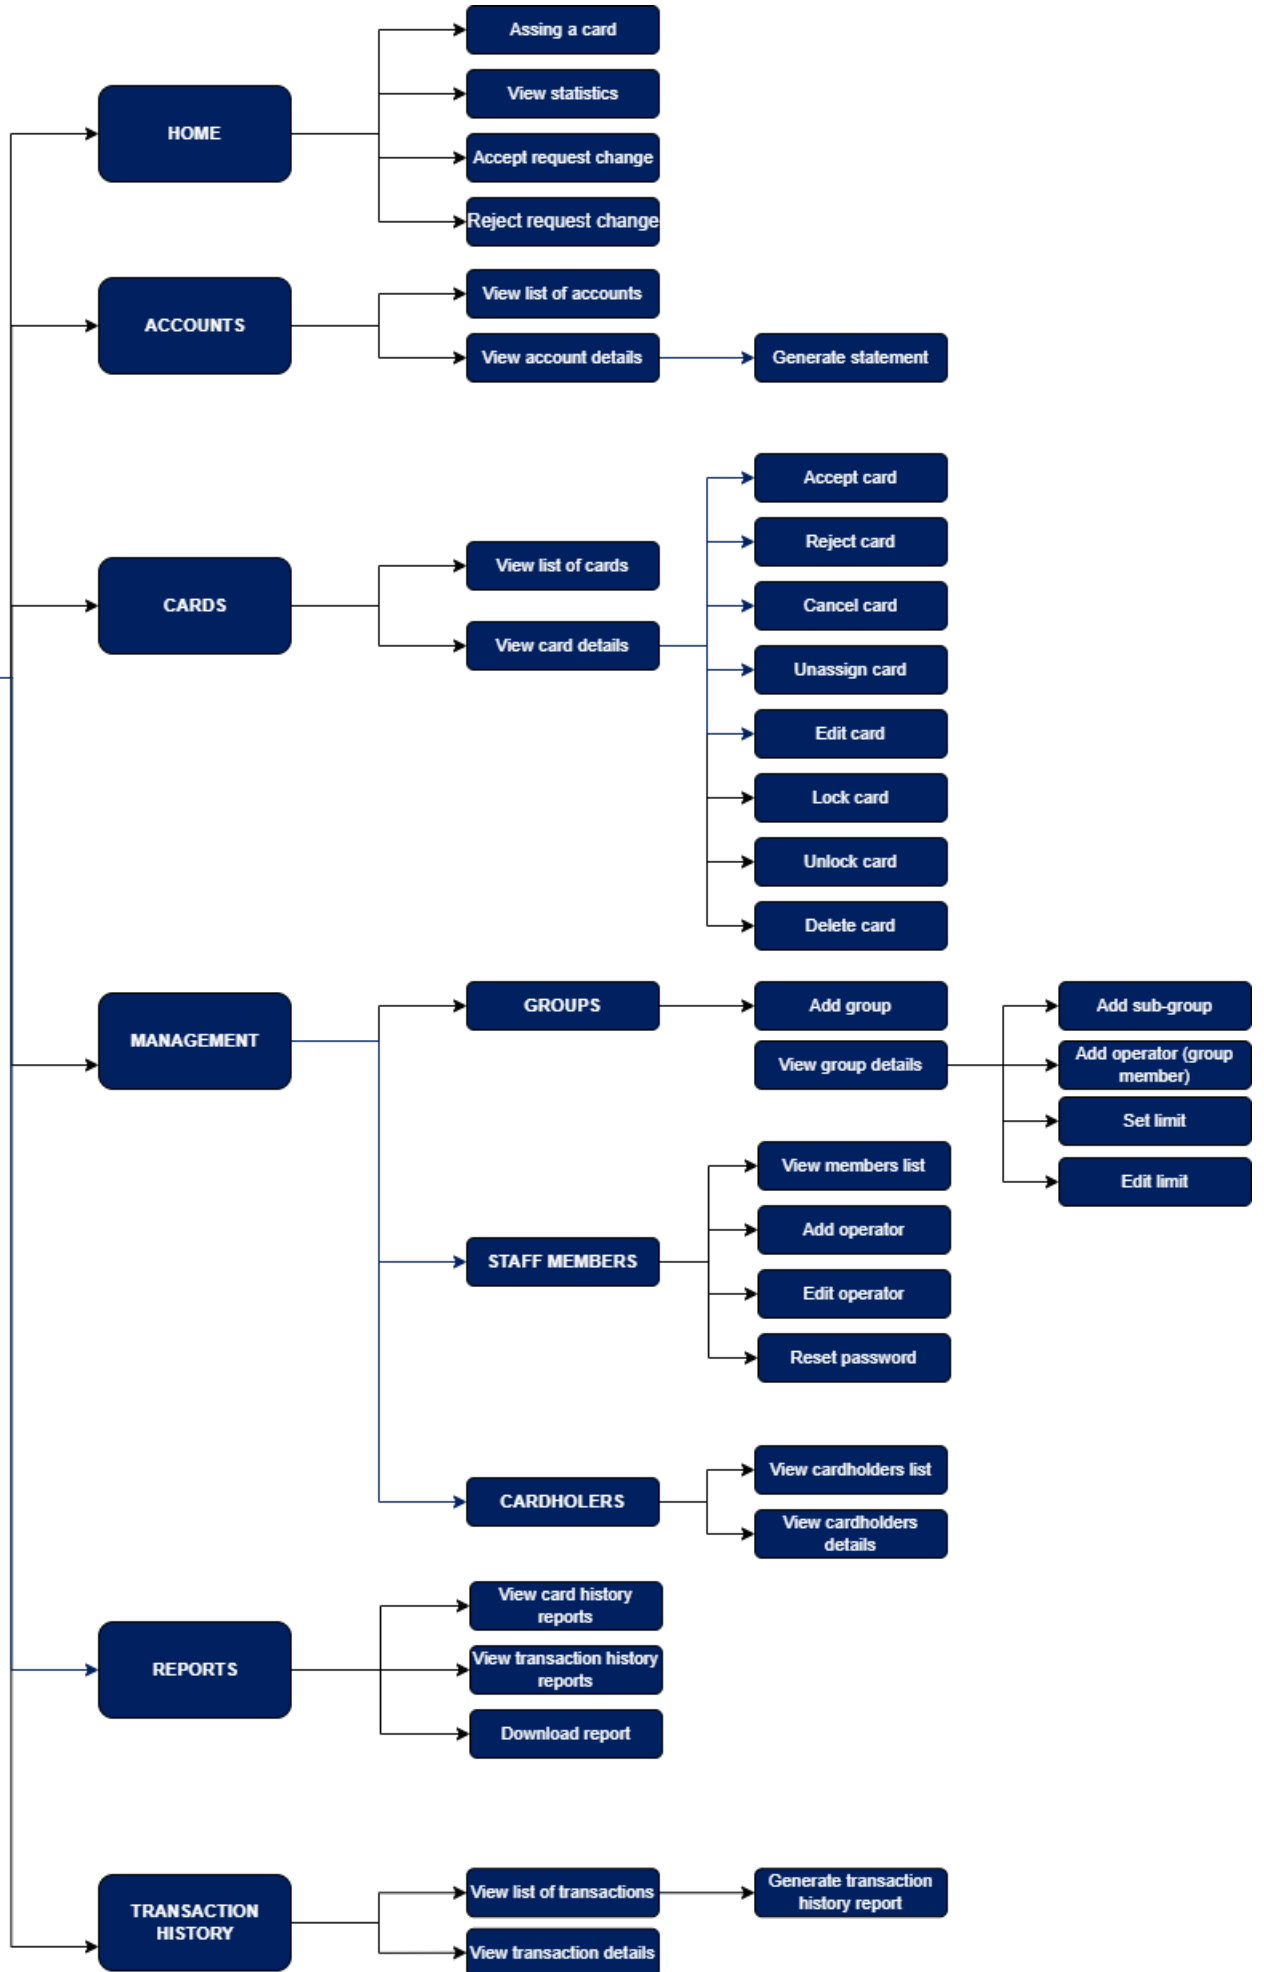 HOME
Assing a card
View statistics
Accept request change
Reject request change
ACCOUNTS
View list of accounts
View account details
Generate statement
CARDS
View list of cards
View card details
Accept card
Reject card
Cancel card
Unassign card
Edit card
Lock card
Unlock card
Delete card
MANAGEMENT
GROUPS
Add group
View group details
Add sub-group
Add operator (group
member)
Set limit
Edit limit
STAFF MEMBERS
View members list
Add operator
Edit operator
Reset password
CARDHOLERS
View cardholders list
View cardholders
details
REPORTS
View card history
reports
View transaction history
reports
Download report
TRANSACTION
HISTORY
View list of transactions
Generate transaction
history report
View transaction details